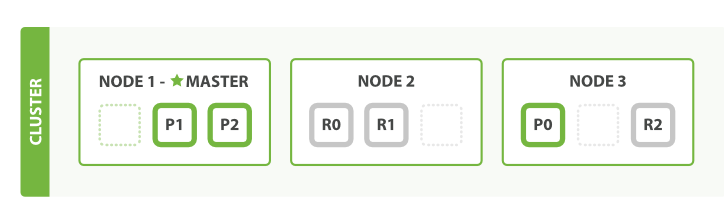 CLUSTER
NODE 1 - ★ MASTER
P1 P2
NODE 2
R0 R1
NODE 3
P0 R2